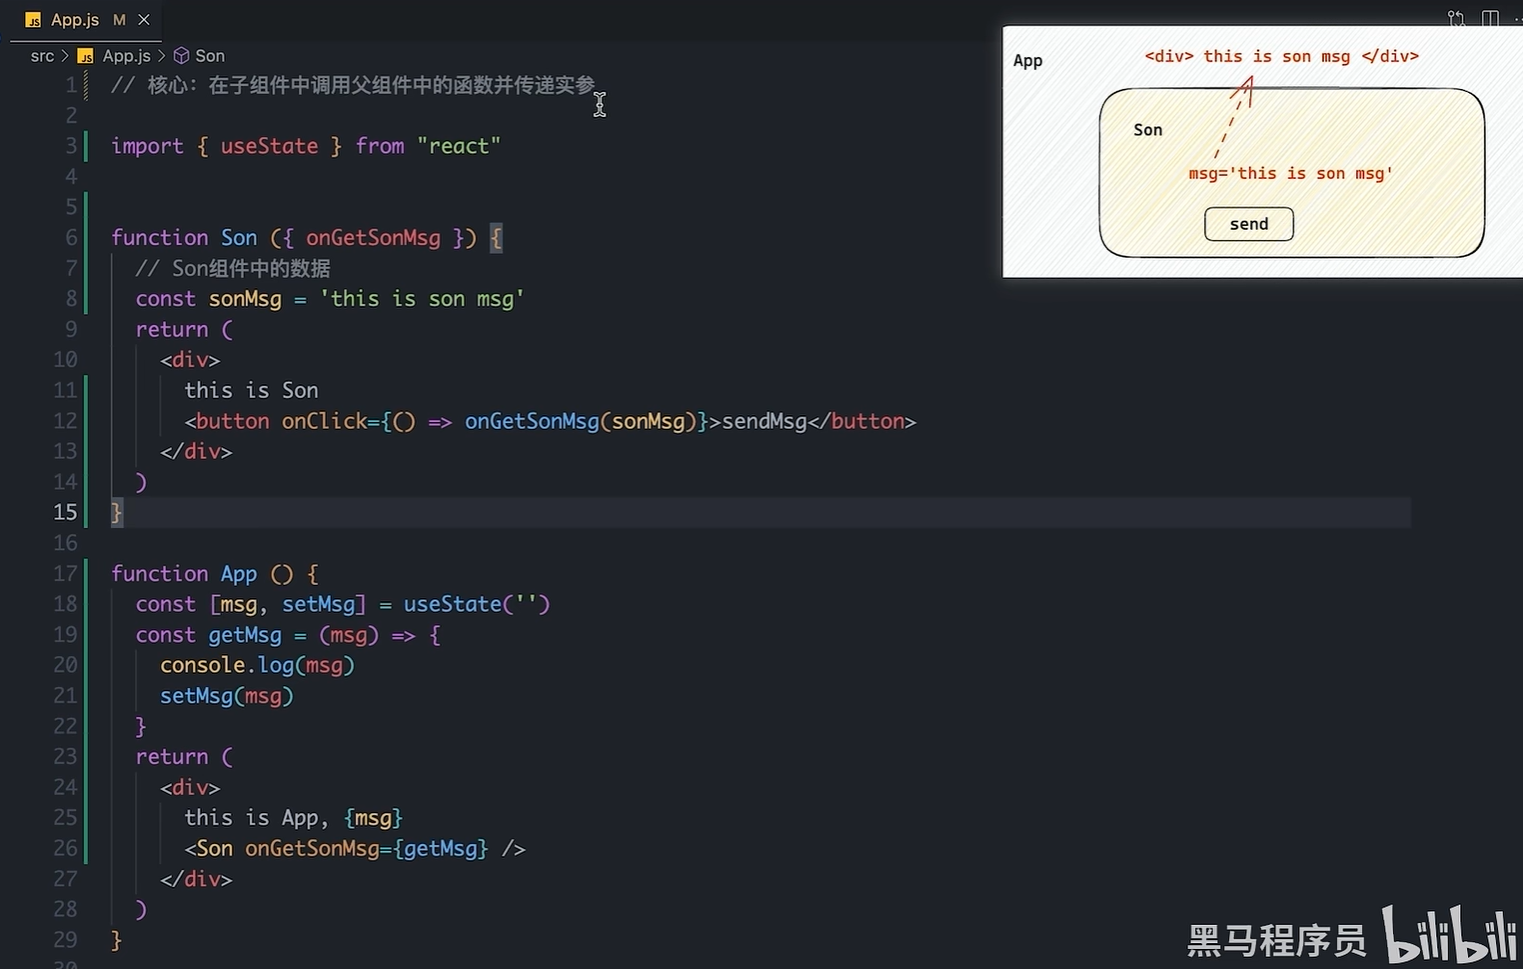 App.js M
src > App.js > Son
1 // 核心：在子组件中调用父组件中的函数并传递实参
2
3 import { useState } from "react"
4
5
6 function Son ({ onGetSonMsg }) {
7 // Son组件中的数据
8 const sonMsg = 'this is son msg'
9 return (
10 <div>
11 this is Son
12 <button onClick={() => onGetSonMsg(sonMsg)}>sendMsg</button>
13 </div>
14 )
15 }
16
17 function App () {
18 const [msg, setMsg] = useState('')
19 const getMsg = (msg) => {
20 console.log(msg)
21 setMsg(msg)
22 }
23 return (
24 <div>
25 this is App, {msg}
26 <Son onGetSonMsg={getMsg} />
27 </div>
28 )
29 }
App
<div> this is son msg </div>
Son
msg='this is son msg'
send
黑马程序员 bilibili